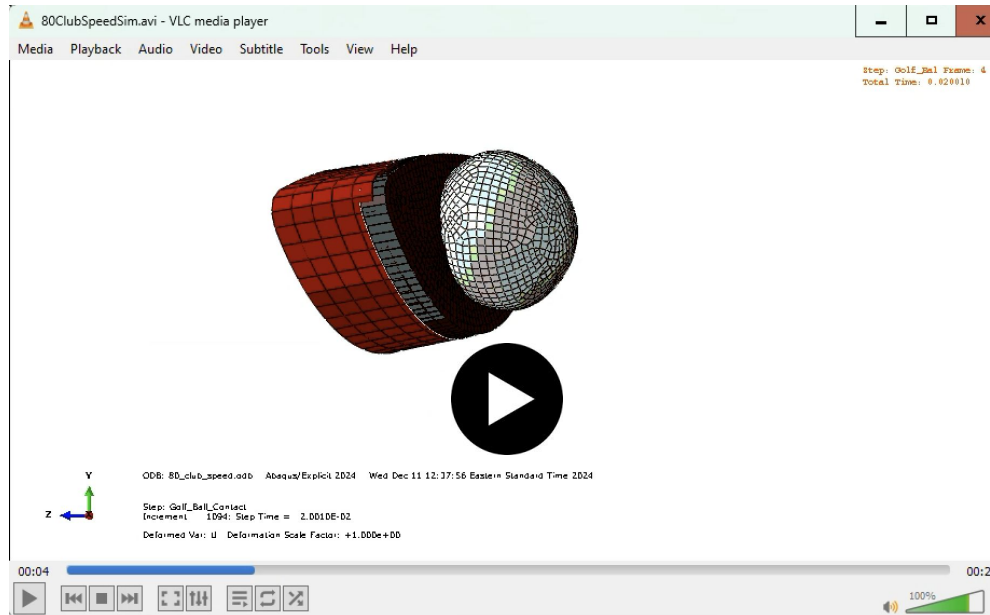 80ClubSpeedSim.avi - VLC media player
Media Playback Audio Video Subtitle Tools View Help
Step: Golf_Bal Frame: 4
Total Time: 0.020010
ODB: 80_club_speed.odb Abaqus/Explicit 2024 Wed Dec 11 12:37:56 Eastern Standard Time 2024
Y
Z
Step: Golf_Ball_Contact
Increment 1094: Step Time = 2.0010E-02
Deformed Var: U Deformation Scale Factor: +1.000e+00
00:04
00:2
100%